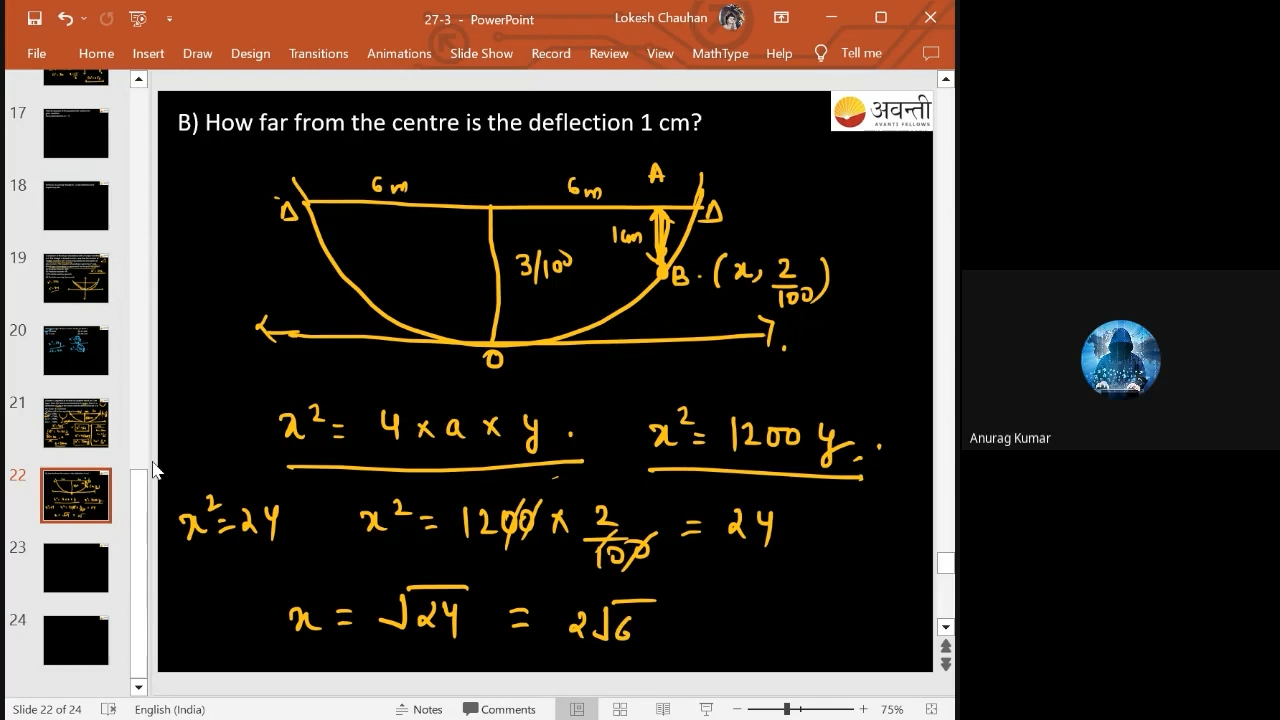 27-3 - PowerPoint
Lokesh Chauhan
File Home Insert Draw Design Transitions Animations Slide Show Record Review View MathType Help Tell me
17
18
19
20
21
22
23
24
B) How far from the centre is the deflection 1 cm?
अवन्ती
AVANTI FELLOWS
6 m 6 m A
Δ Δ
1cm
3/100
B. (x, 2/100)
O
x² = 4 × a × y . x² = 1200 y .
x² = 24 x² = 1200 × 2/100 = 24
x = √24 = 2√6
Anurag Kumar
Slide 22 of 24 English (India) Notes Comments 75%